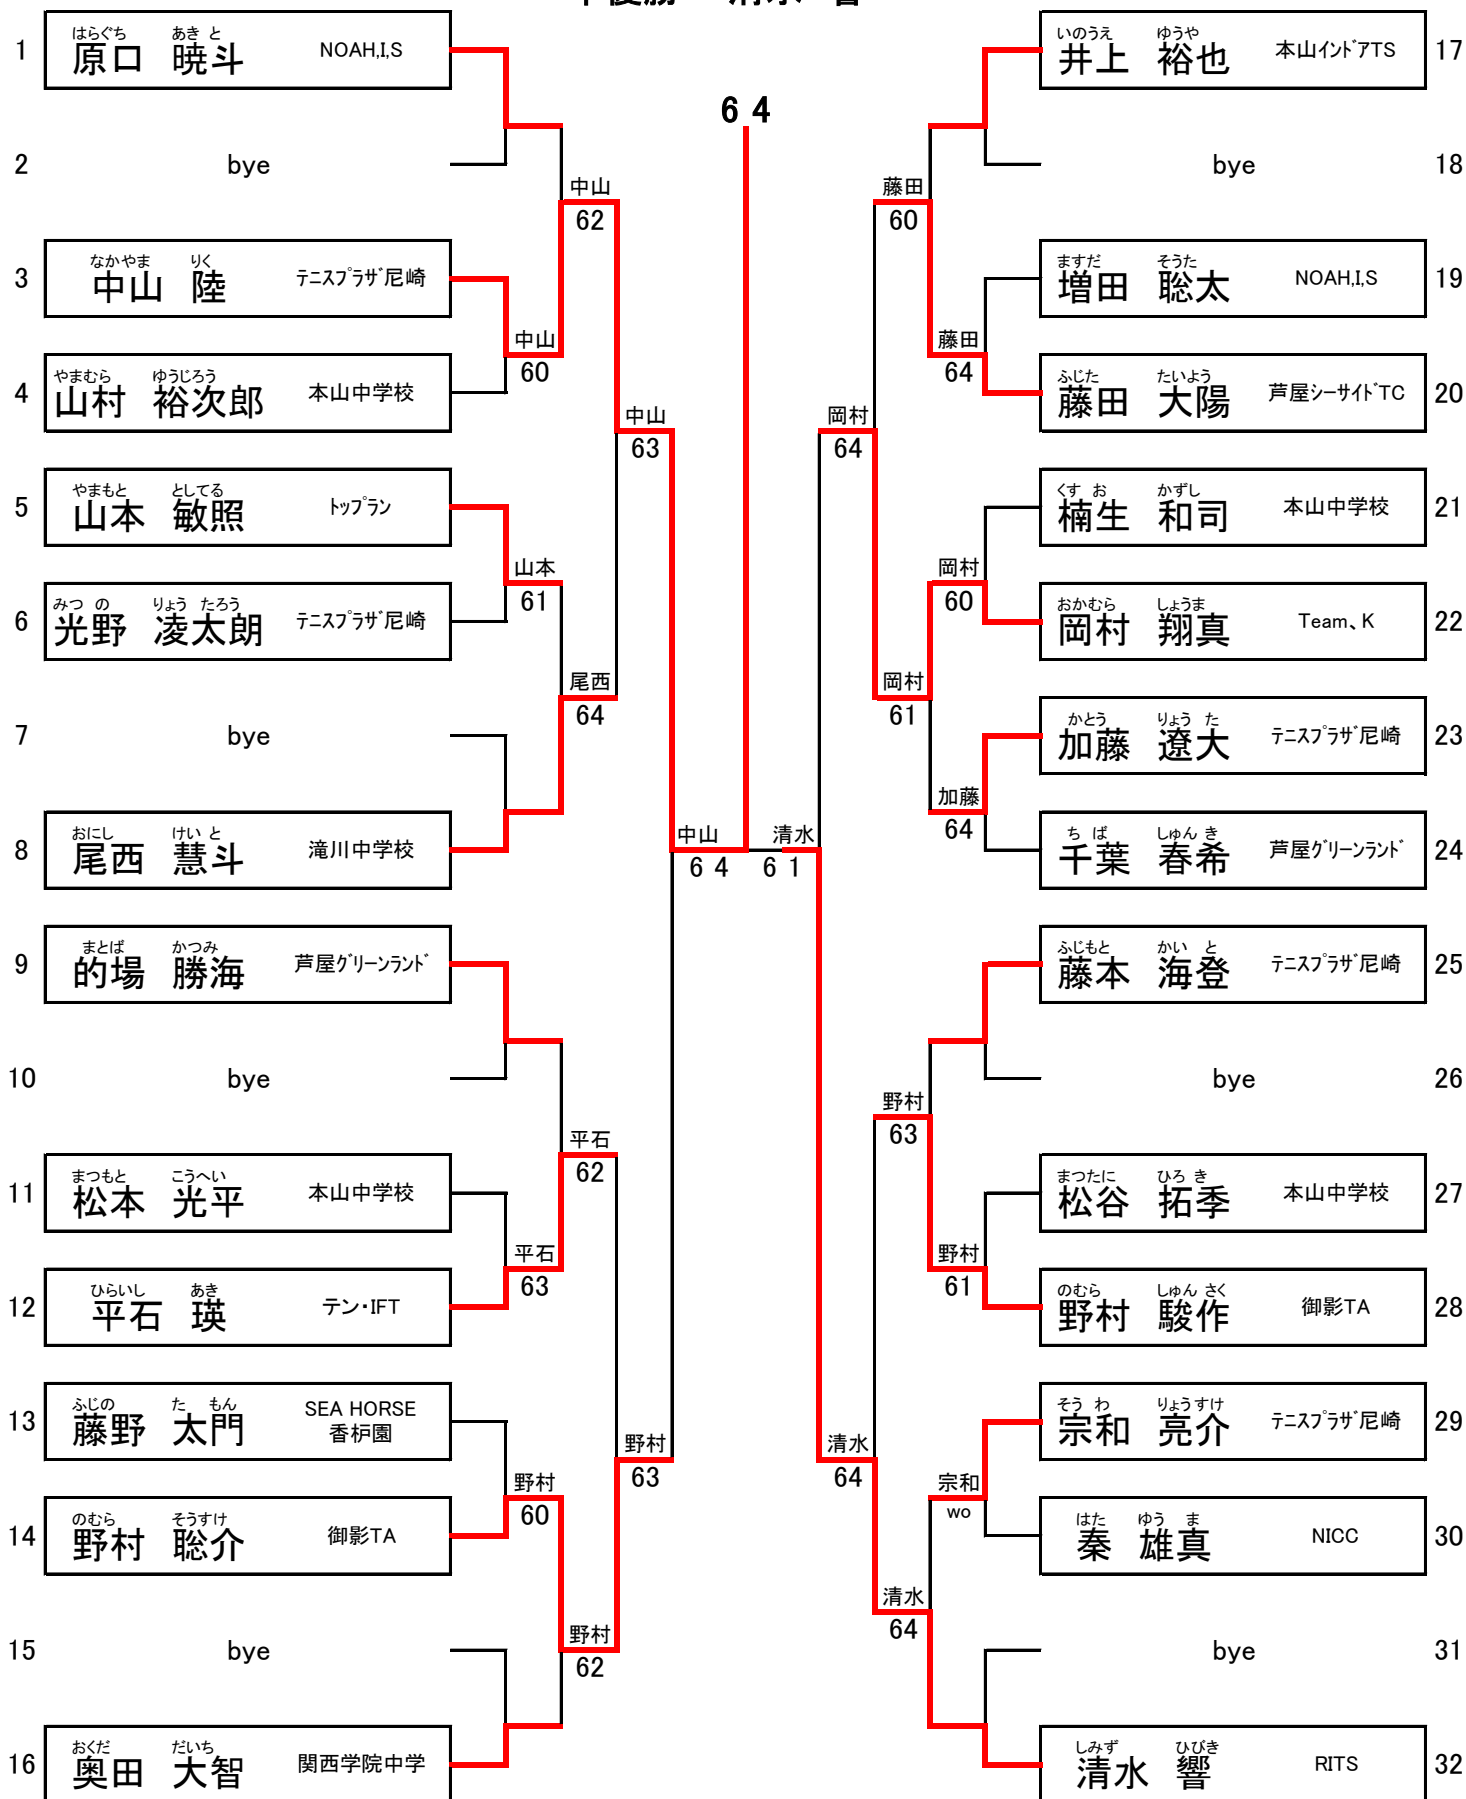 1 はらぐち あき と 原口 暁斗 NOAH,I,S
2 bye
3 なかやま りく 中山 陸 テニスプラザ尼崎
4 やまむら ゆうじろう 山村 裕次郎 本山中学校
5 やまもと としてる 山本 敏照 トップラン
6 みつ の りょう たろう 光野 凌太朗 テニスプラザ尼崎
7 bye
8 おにし けい と 尾西 慧斗 滝川中学校
9 まとば かつみ 的場 勝海 芦屋グリーンランド
10 bye
11 まつもと こうへい 松本 光平 本山中学校
12 ひらいし あき 平石 瑛 テン・IFT
13 ふじの た もん 藤野 太門 SEA HORSE
香枦園
14 のむら そうすけ 野村 聡介 御影TA
15 bye
16 おくだ だいち 奥田 大智 関西学院中学
中山
60
山本
61
平石
63
野村
60
中山
62
尾西
64
平石
62
野村
62
中山
63
野村
63
中山
6 4
6 4
清水
6 1
岡村
64
清水
64
藤田
60
岡村
61
野村
63
清水
64
藤田
64
岡村
60
加藤
64
野村
61
宗和
wo
いのうえ ゆうや 井上 裕也 本山インドアTS 17
bye 18
ますだ そうた 増田 聡太 NOAH,I,S 19
ふじた たいよう 藤田 大陽 芦屋シーサイドTC 20
くす お かずし 楠生 和司 本山中学校 21
おかむら しょうま 岡村 翔真 Team、K 22
かとう りょう た 加藤 遼大 テニスプラザ尼崎 23
ち ば しゅん き 千葉 春希 芦屋グリーンランド 24
ふじもと かい と 藤本 海登 テニスプラザ尼崎 25
bye 26
まつたに ひろ き 松谷 拓季 本山中学校 27
のむら しゅん さく 野村 駿作 御影TA 28
そう わ りょうすけ 宗和 亮介 テニスプラザ尼崎 29
はた ゆう ま 秦 雄真 NICC 30
bye 31
しみず ひびき 清水 響 RITS 32